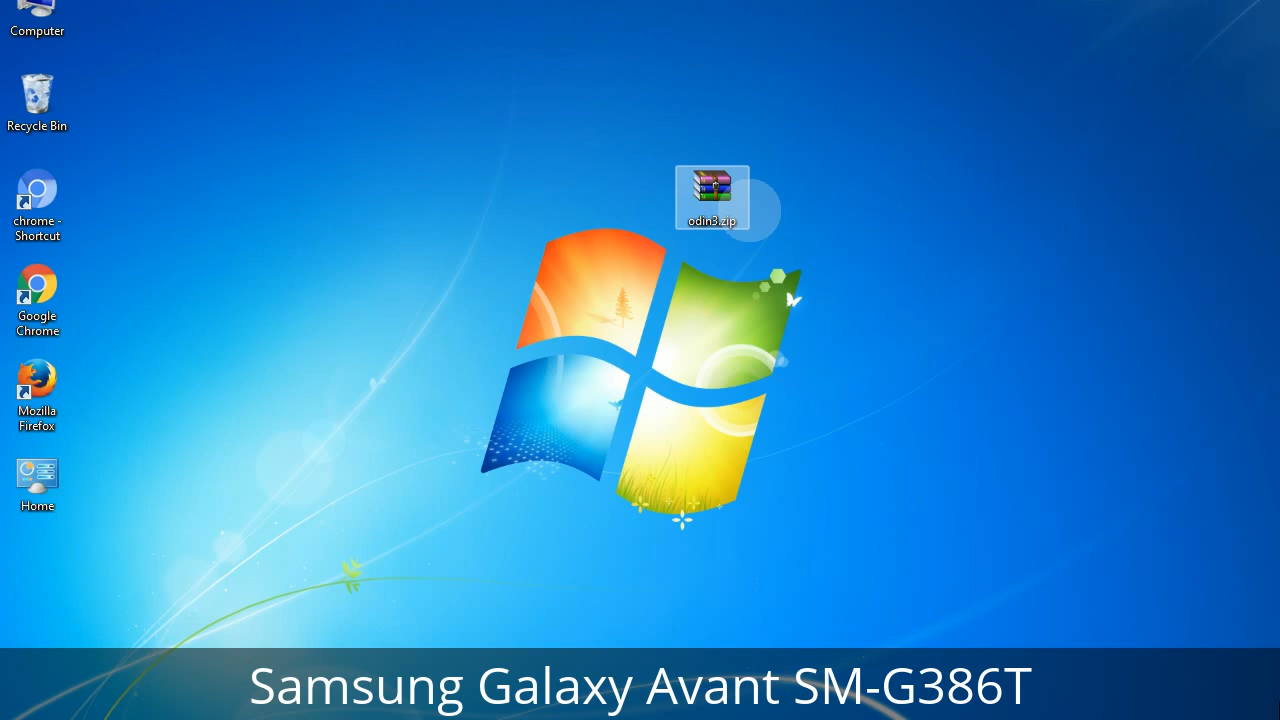 Computer
Recycle Bin
chrome -
Shortcut
Google
Chrome
Mozilla
Firefox
Home
odin3.zip
Samsung Galaxy Avant SM-G386T